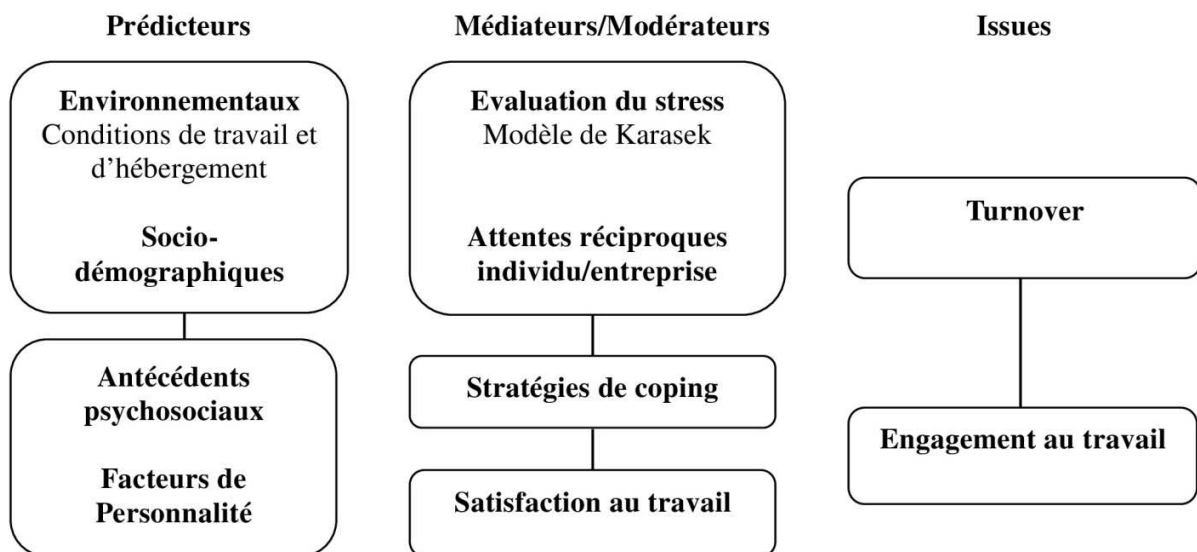 Prédicteurs
Médiateurs/Modérateurs
Issues
Environnementaux
Conditions de travail et
d'hébergement
Socio-
démographiques
Antécédents
psychosociaux
Facteurs de
Personnalité
Evaluation du stress
Modèle de Karasek
Attentes réciproques
individu/entreprise
Stratégies de coping
Satisfaction au travail
Turnover
Engagement au travail